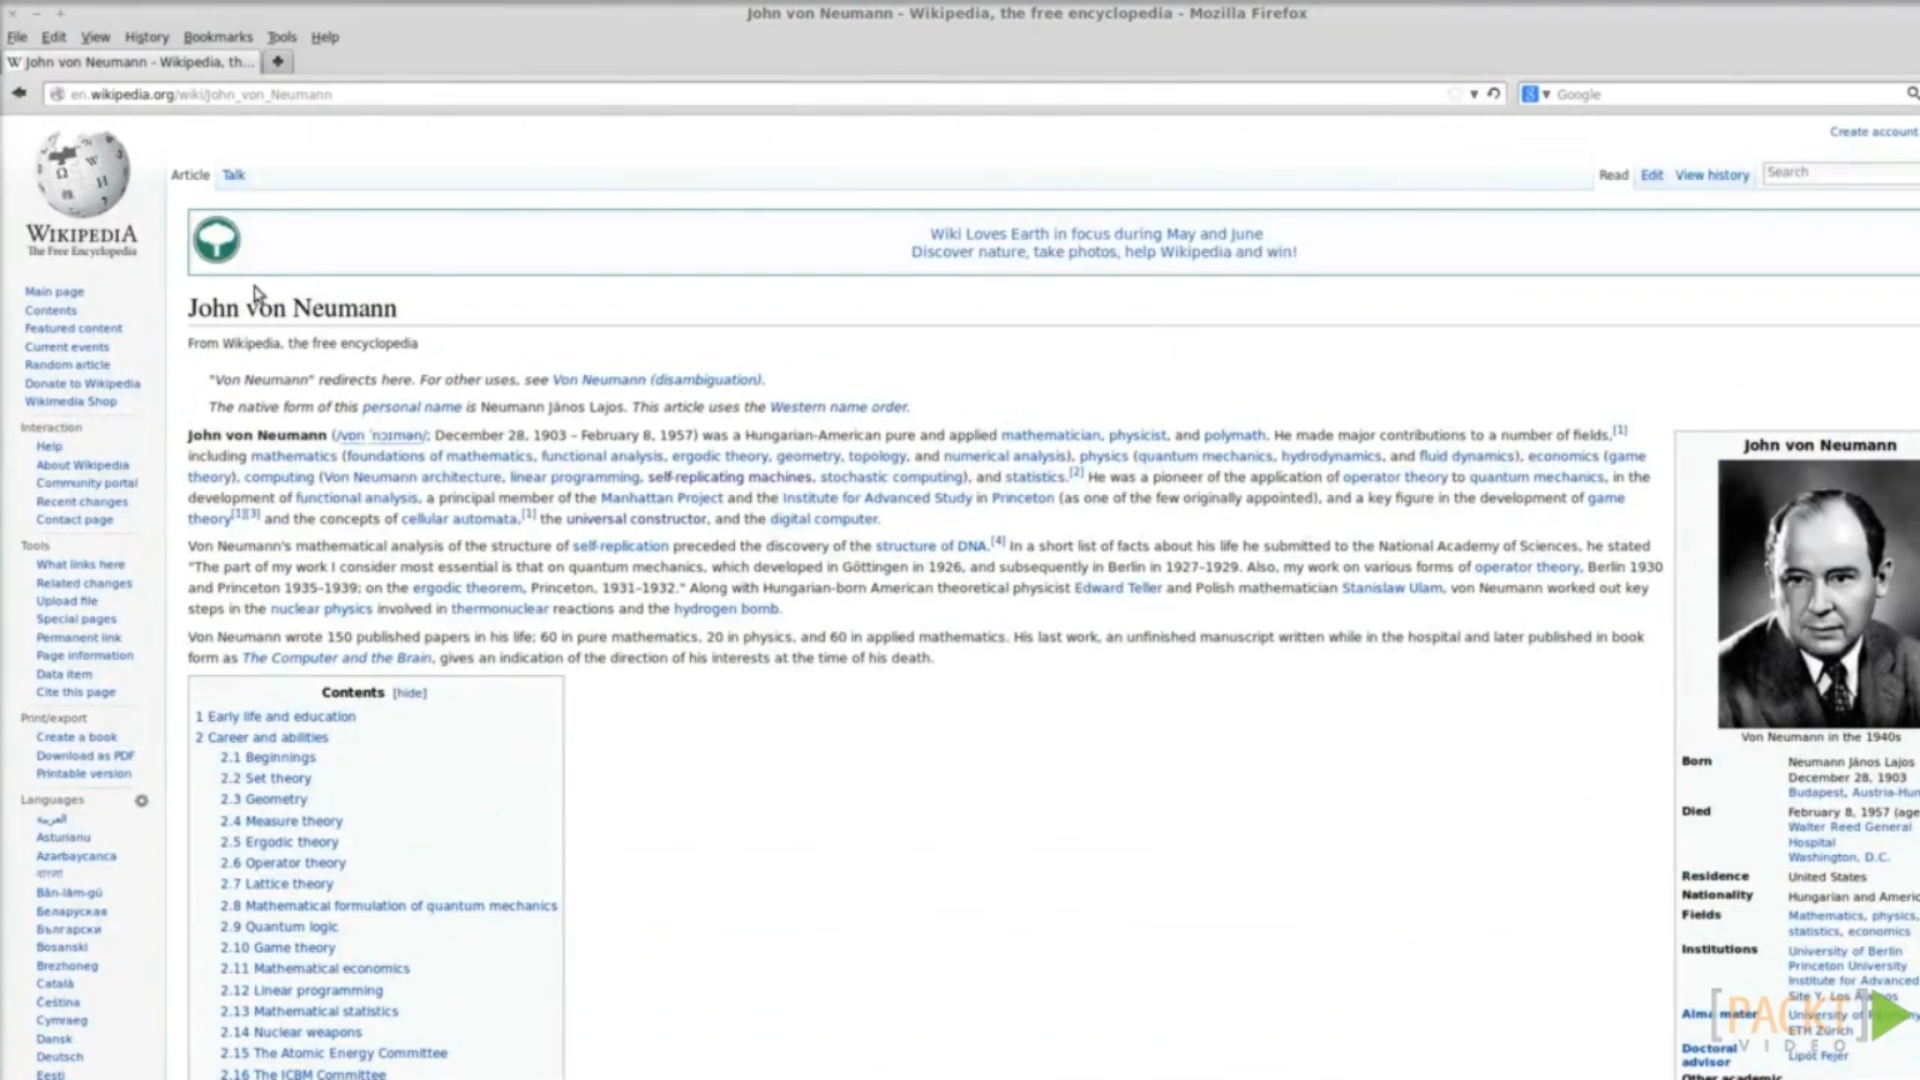 John von Neumann - Wikipedia, the free encyclopedia - Mozilla Firefox
File Edit View History Bookmarks Tools Help
W John von Neumann - Wikipedia, th...
en.wikipedia.org/wiki/John_von_Neumann
Google
Create account
Article Talk
Read Edit View history
Search
WIKIPEDIA
The Free Encyclopedia
Main page
Contents
Featured content
Current events
Random article
Donate to Wikipedia
Wikimedia Shop
Interaction
Help
About Wikipedia
Community portal
Recent changes
Contact page
Tools
What links here
Related changes
Upload file
Special pages
Permanent link
Page information
Data item
Cite this page
Print/export
Create a book
Download as PDF
Printable version
Languages
العربية
Asturianu
Azərbaycanca
বাংলা
Bân-lâm-gú
Беларуская
Български
Bosanski
Brezhoneg
Català
Čeština
Cymraeg
Dansk
Deutsch
Eesti
Wiki Loves Earth in focus during May and June
Discover nature, take photos, help Wikipedia and win!
John von Neumann
From Wikipedia, the free encyclopedia
"Von Neumann" redirects here. For other uses, see Von Neumann (disambiguation).
The native form of this personal name is Neumann János Lajos. This article uses the Western name order.
John von Neumann (/vɒn ˈnɔɪmən/; December 28, 1903 – February 8, 1957) was a Hungarian-American pure and applied mathematician, physicist, and polymath. He made major contributions to a number of fields,[1]
including mathematics (foundations of mathematics, functional analysis, ergodic theory, geometry, topology, and numerical analysis), physics (quantum mechanics, hydrodynamics, and fluid dynamics), economics (game
theory), computing (Von Neumann architecture, linear programming, self-replicating machines, stochastic computing), and statistics.[2] He was a pioneer of the application of operator theory to quantum mechanics, in the
development of functional analysis, a principal member of the Manhattan Project and the Institute for Advanced Study in Princeton (as one of the few originally appointed), and a key figure in the development of game
theory[1][3] and the concepts of cellular automata,[1] the universal constructor, and the digital computer.
Von Neumann's mathematical analysis of the structure of self-replication preceded the discovery of the structure of DNA.[4] In a short list of facts about his life he submitted to the National Academy of Sciences, he stated
"The part of my work I consider most essential is that on quantum mechanics, which developed in Göttingen in 1926, and subsequently in Berlin in 1927–1929. Also, my work on various forms of operator theory, Berlin 1930
and Princeton 1935–1939; on the ergodic theorem, Princeton, 1931–1932." Along with Hungarian-born American theoretical physicist Edward Teller and Polish mathematician Stanislaw Ulam, von Neumann worked out key
steps in the nuclear physics involved in thermonuclear reactions and the hydrogen bomb.
Von Neumann wrote 150 published papers in his life; 60 in pure mathematics, 20 in physics, and 60 in applied mathematics. His last work, an unfinished manuscript written while in the hospital and later published in book
form as The Computer and the Brain, gives an indication of the direction of his interests at the time of his death.
Contents [hide]
1 Early life and education
2 Career and abilities
2.1 Beginnings
2.2 Set theory
2.3 Geometry
2.4 Measure theory
2.5 Ergodic theory
2.6 Operator theory
2.7 Lattice theory
2.8 Mathematical formulation of quantum mechanics
2.9 Quantum logic
2.10 Game theory
2.11 Mathematical economics
2.12 Linear programming
2.13 Mathematical statistics
2.14 Nuclear weapons
2.15 The Atomic Energy Committee
2.16 The ICBM Committee
John von Neumann
Von Neumann in the 1940s
Born Neumann János Lajos
December 28, 1903
Budapest, Austria-Hun
Died February 8, 1957 (age
Walter Reed General
Hospital
Washington, D.C.
Residence United States
Nationality Hungarian and Americ
Fields Mathematics, physics,
statistics, economics
Institutions University of Berlin
Princeton University
Institute for Advanced
Site Y, Los
Alma mater University of
ETH Zürich
Doctoral advisor Lipót Fejér
Other academic
[PACKT]
VIDEO